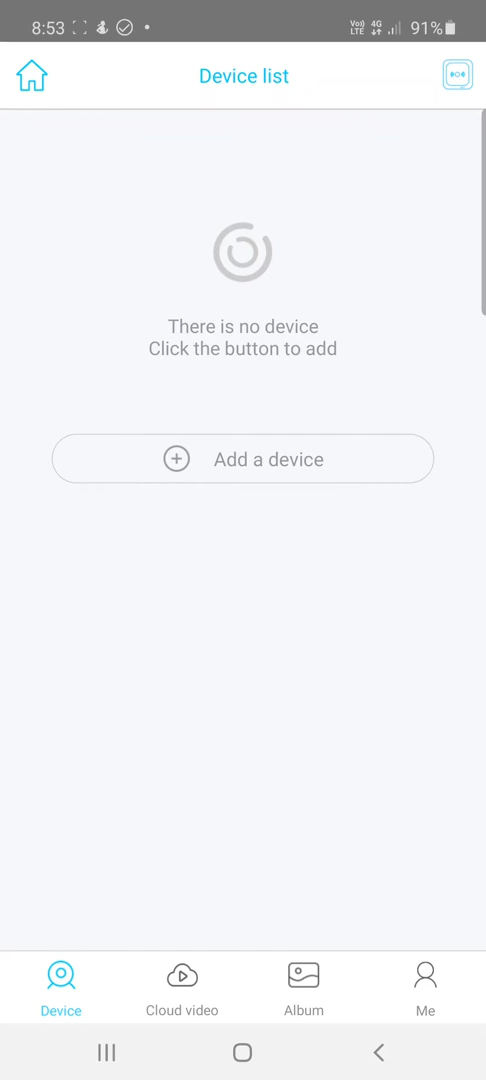 8:53
Vo)) LTE 4G 91%
Device list
There is no device
Click the button to add
Add a device
Device Cloud video Album Me